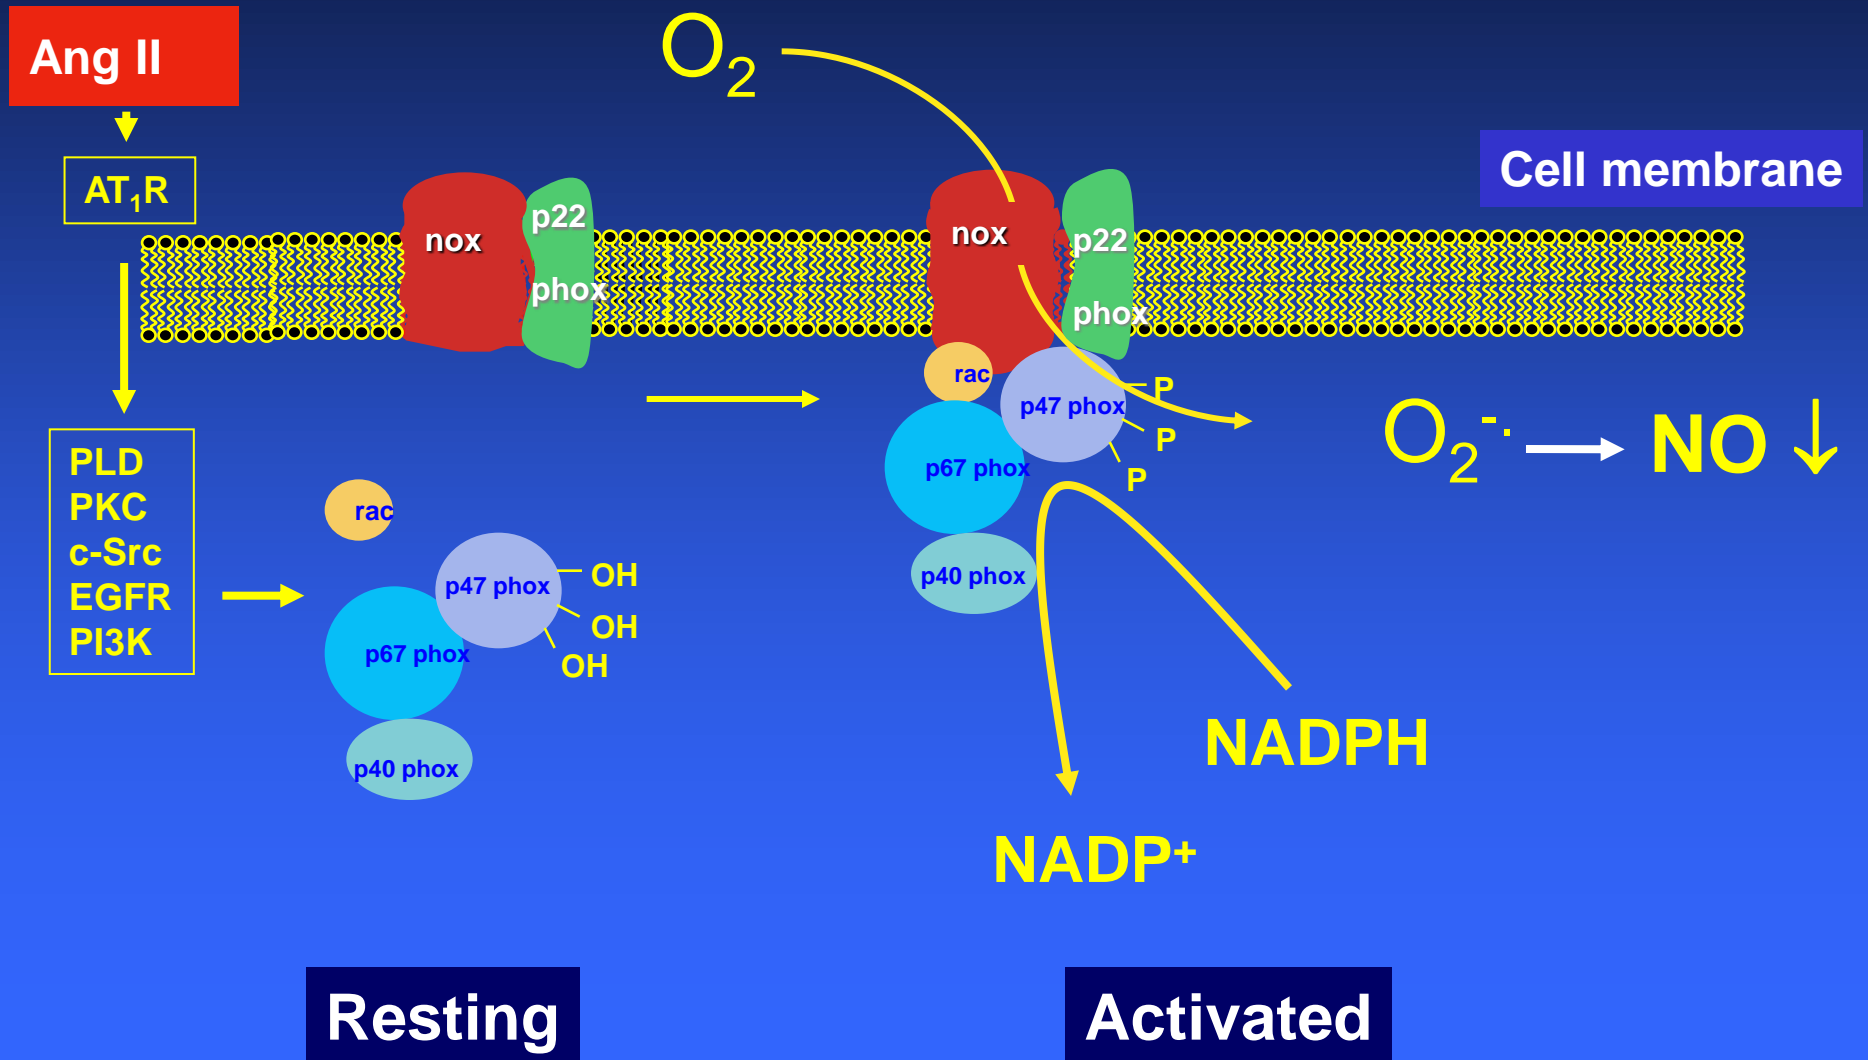 Ang II
AT₁R
PLD
PKC
c-Src
EGFR
PI3K
nox
p22
phox
rac
p47 phox
OH
OH
OH
p67 phox
p40 phox
Resting
O₂
Cell membrane
nox
p22
phox
rac
p47 phox
P
P
P
p67 phox
p40 phox
O₂⁻· → NO ↓
NADPH
NADP⁺
Activated